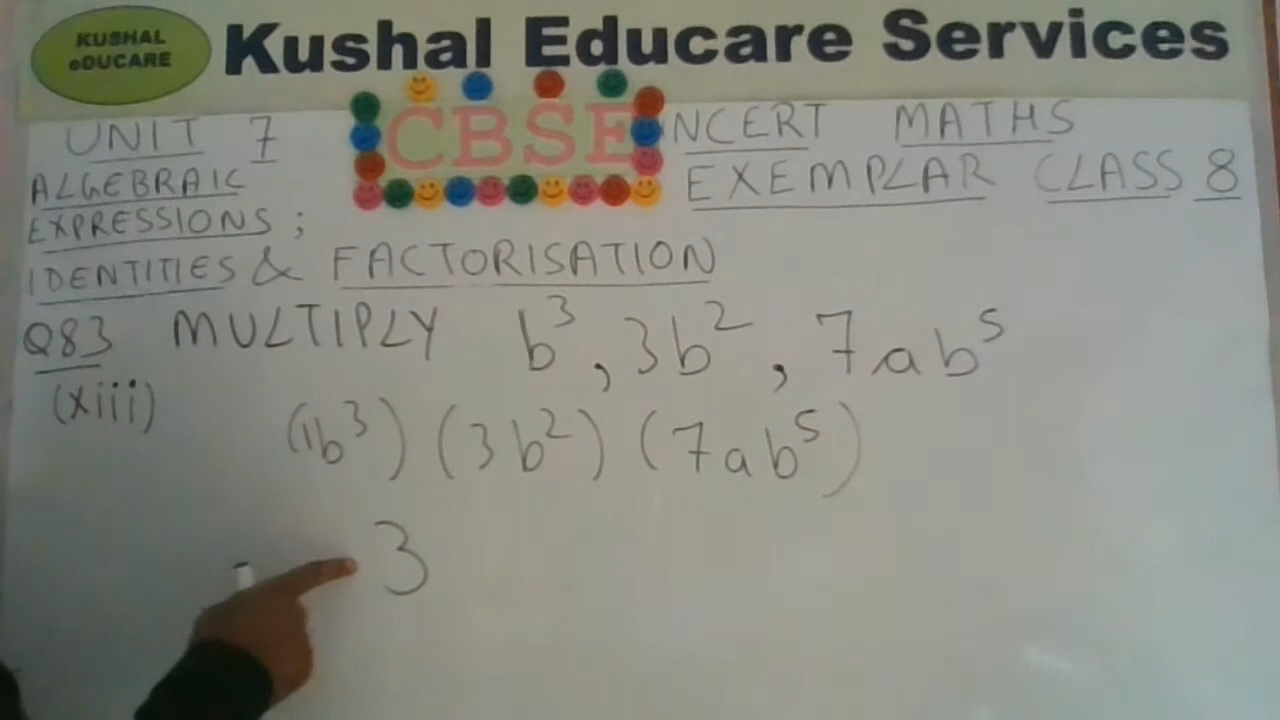 KUSHAL
eDUCARE
Kushal Educare Services
CBSE
UNIT 7
ALGEBRAIC
EXPRESSIONS ;
IDENTITIES & FACTORISATION
NCERT MATHS
EXEMPLAR CLASS 8
Q83 MULTIPLY b³, 3b², 7ab⁵
(xiii)
(1b³) (3b²) (7ab⁵)
3